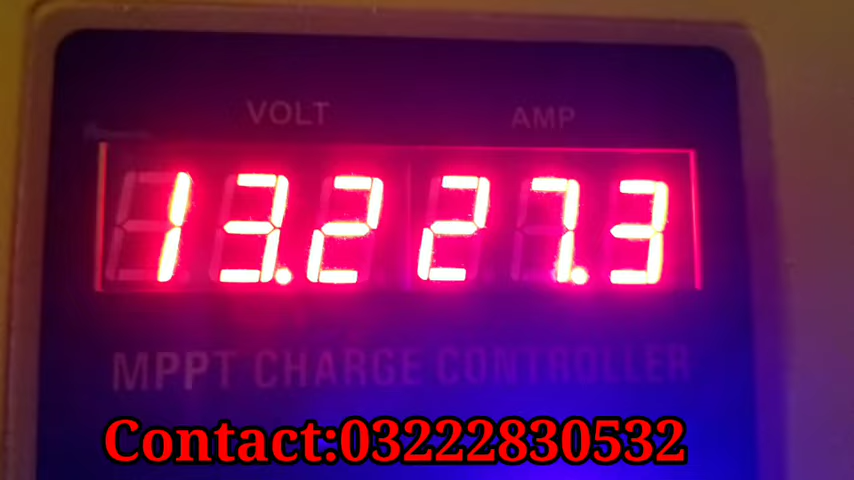 VOLT AMP
13.2 27.3
MPPT CHARGE CONTROLLER
Contact:03222830532